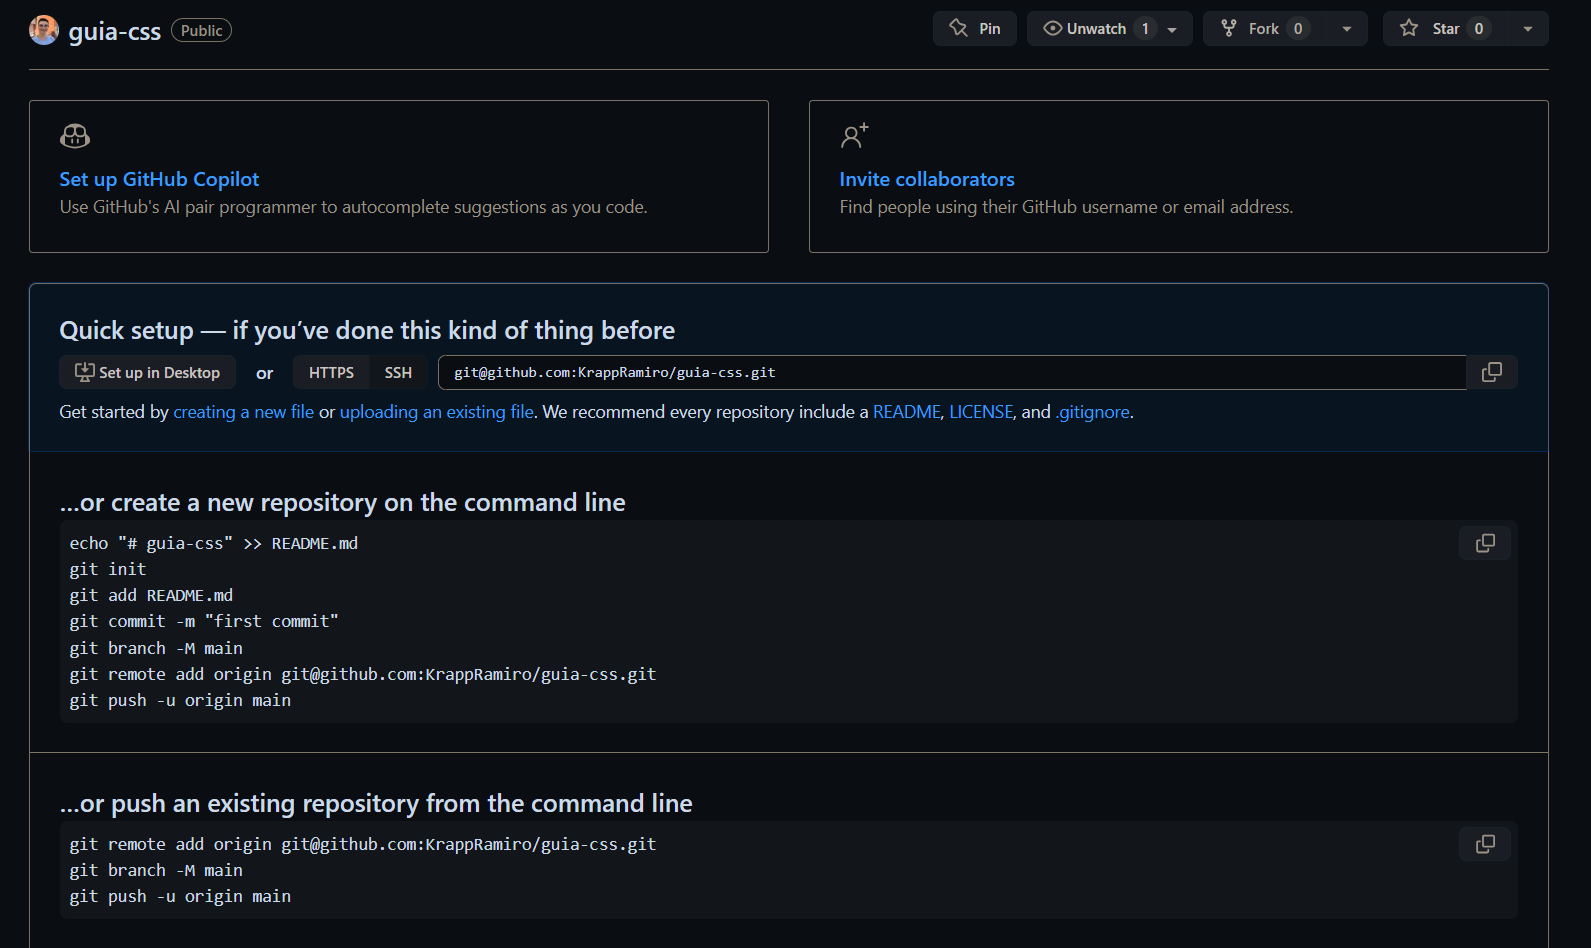 guia-css Public
Pin Unwatch 1 Fork 0 Star 0
Set up GitHub Copilot
Use GitHub's AI pair programmer to autocomplete suggestions as you code.
Invite collaborators
Find people using their GitHub username or email address.
Quick setup — if you’ve done this kind of thing before
Set up in Desktop or HTTPS SSH git@github.com:KrappRamiro/guia-css.git
Get started by creating a new file or uploading an existing file. We recommend every repository include a README, LICENSE, and .gitignore.
…or create a new repository on the command line
echo "# guia-css" >> README.md
git init
git add README.md
git commit -m "first commit"
git branch -M main
git remote add origin git@github.com:KrappRamiro/guia-css.git
git push -u origin main
…or push an existing repository from the command line
git remote add origin git@github.com:KrappRamiro/guia-css.git
git branch -M main
git push -u origin main